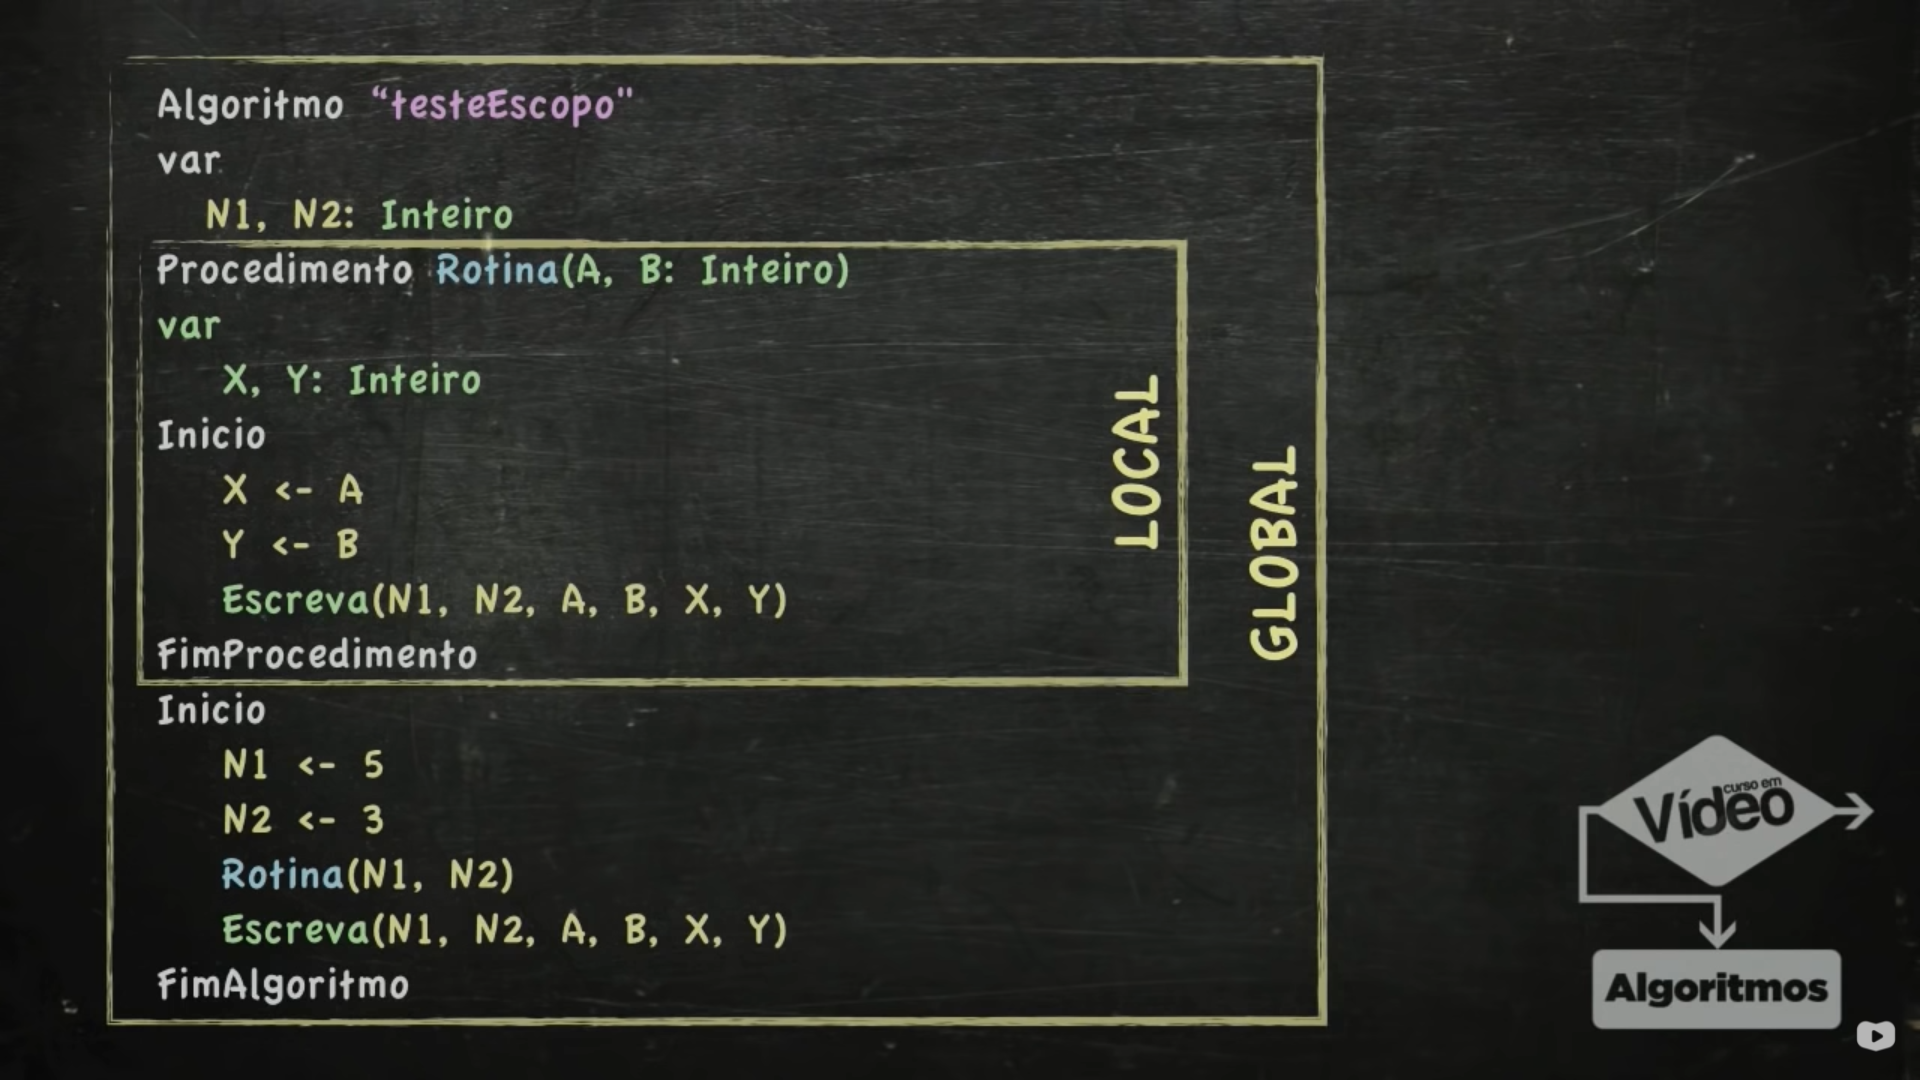 Algoritmo “testeEscopo"
var
N1, N2: Inteiro
Procedimento Rotina(A, B: Inteiro)
var
X, Y: Inteiro
Inicio
X <- A
Y <- B
Escreva(N1, N2, A, B, X, Y)
FimProcedimento
Inicio
N1 <- 5
N2 <- 3
Rotina(N1, N2)
Escreva(N1, N2, A, B, X, Y)
FimAlgoritmo
LOCAL
GLOBAL
curso em
Vídeo
Algoritmos